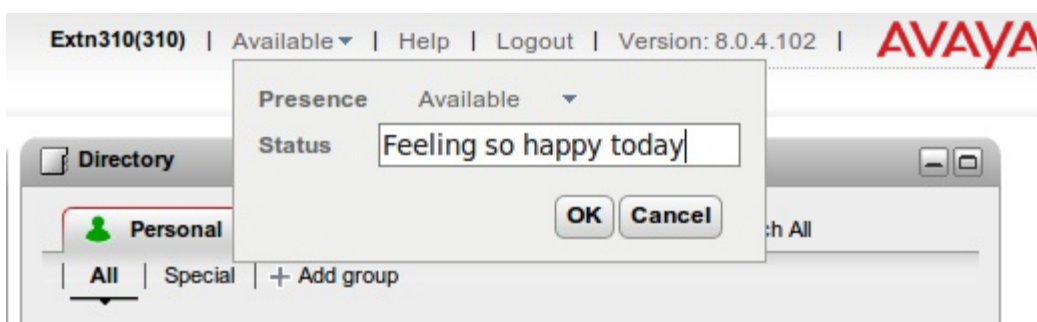 Extn310(310) | Available | Help | Logout | Version: 8.0.4.102 | AVAYA
Presence Available
Status Feeling so happy today
Directory
OK Cancel
Personal
All | Special | + Add group
All